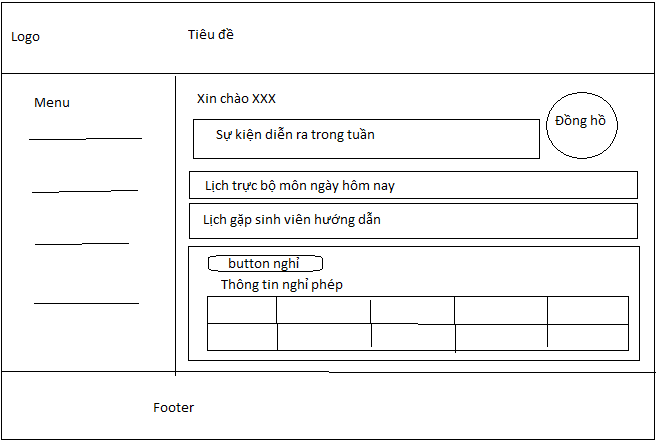 Logo
Tiêu đề
Menu
Xin chào XXX
Đồng hồ
Sự kiện diễn ra trong tuần
Lịch trực bộ môn ngày hôm nay
Lịch gặp sinh viên hướng dẫn
button nghỉ
Thông tin nghỉ phép
Footer